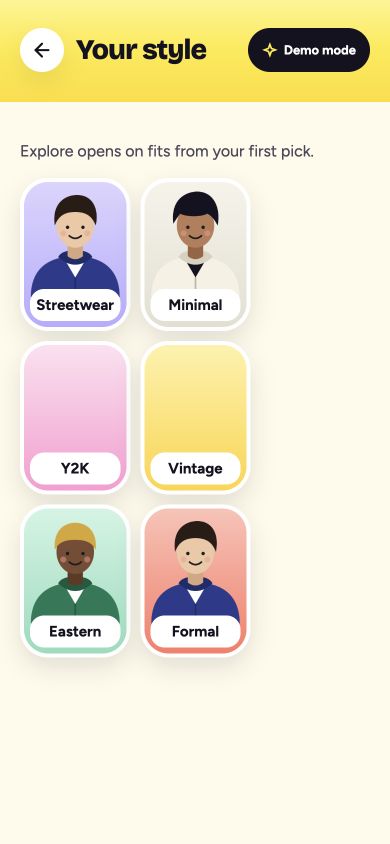 Your style
Demo mode
Explore opens on fits from your first pick.
Streetwear
Minimal
Y2K
Vintage
Eastern
Formal